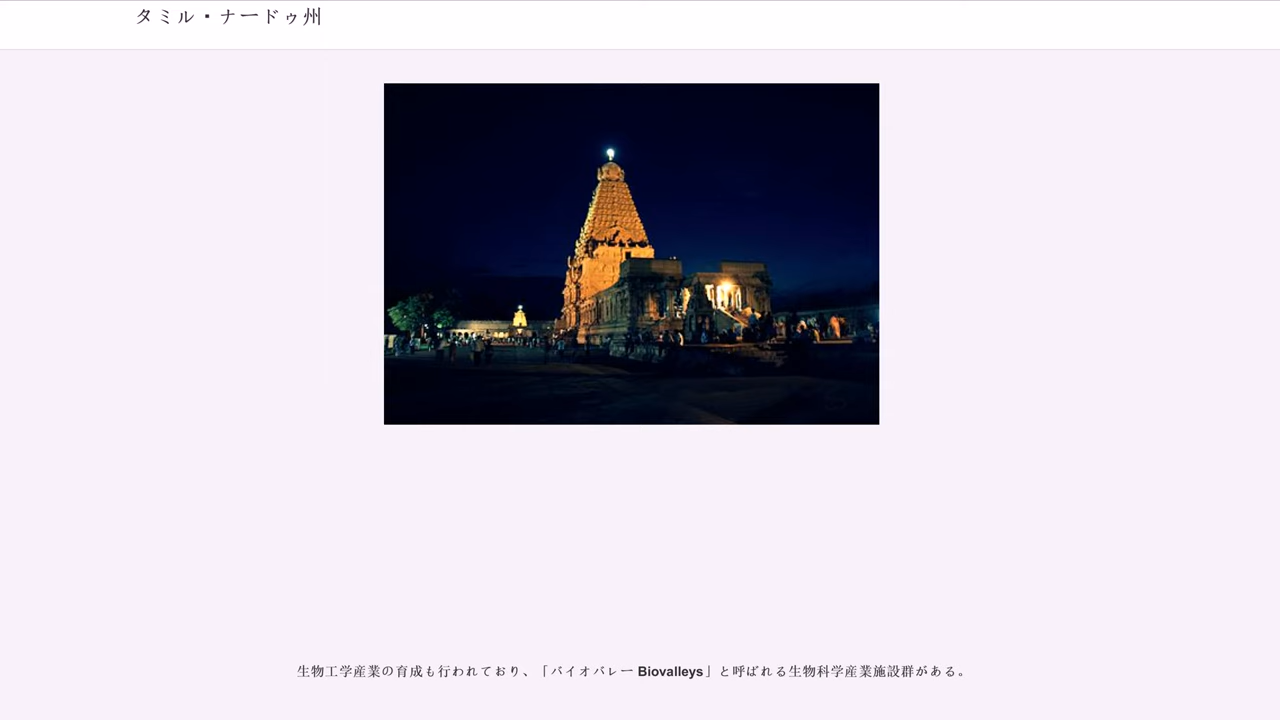 タミル・ナードゥ州
生物工学産業の育成も行われており、「バイオバレー Biovalleys」と呼ばれる生物科学産業施設群がある。